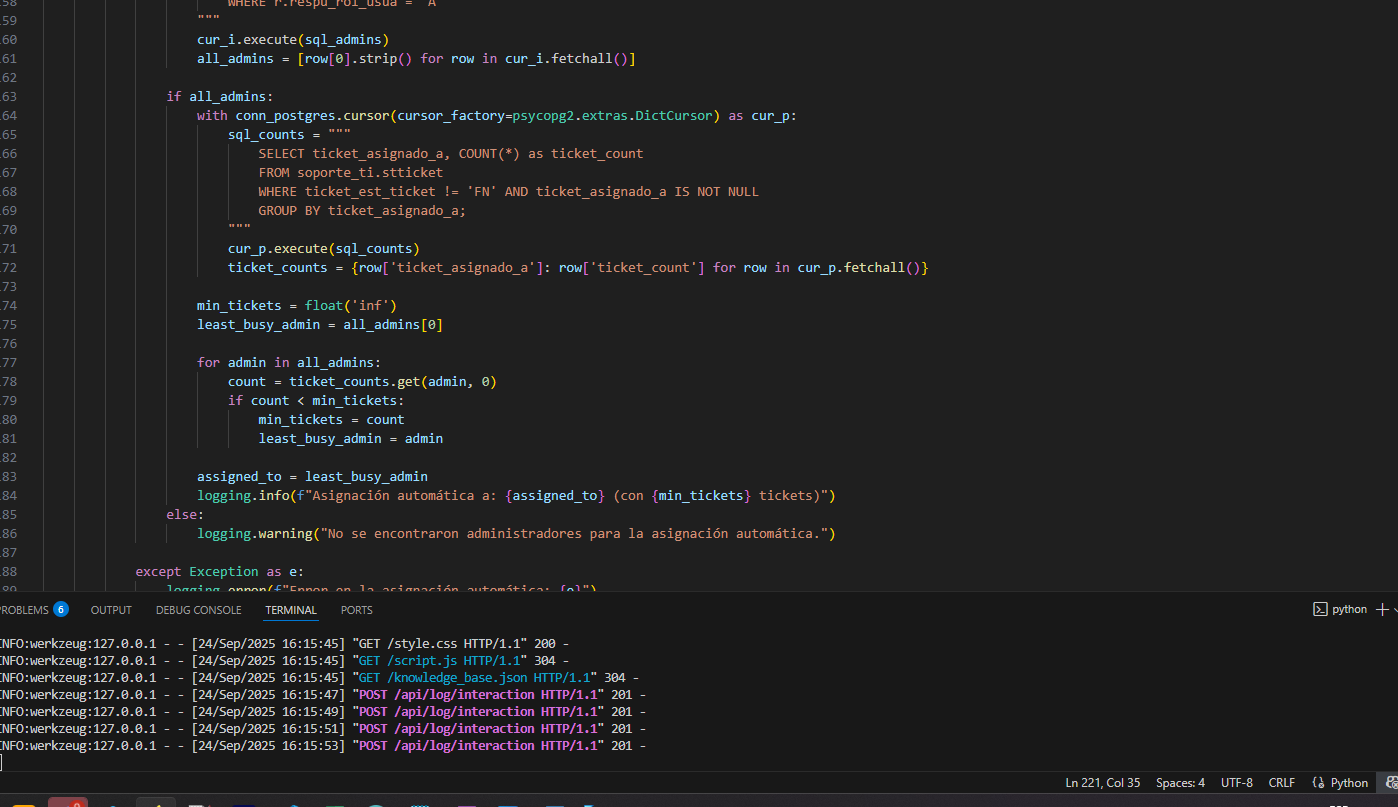 58 WHERE r.respu_rol_usua = 'A'
59 """
60 cur_i.execute(sql_admins)
61 all_admins = [row[0].strip() for row in cur_i.fetchall()]
62
63 if all_admins:
64 with conn_postgres.cursor(cursor_factory=psycopg2.extras.DictCursor) as cur_p:
65 sql_counts = """
66 SELECT ticket_asignado_a, COUNT(*) as ticket_count
67 FROM soporte_ti.stticket
68 WHERE ticket_est_ticket != 'FN' AND ticket_asignado_a IS NOT NULL
69 GROUP BY ticket_asignado_a;
70 """
71 cur_p.execute(sql_counts)
72 ticket_counts = {row['ticket_asignado_a']: row['ticket_count'] for row in cur_p.fetchall()}
73
74 min_tickets = float('inf')
75 least_busy_admin = all_admins[0]
76
77 for admin in all_admins:
78 count = ticket_counts.get(admin, 0)
79 if count < min_tickets:
80 min_tickets = count
81 least_busy_admin = admin
82
83 assigned_to = least_busy_admin
84 logging.info(f"Asignación automática a: {assigned_to} (con {min_tickets} tickets)")
85 else:
86 logging.warning("No se encontraron administradores para la asignación automática.")
87
88 except Exception as e:
89 logging.error(f"Error en la asignación automática: {e}")
PROBLEMS 6 OUTPUT DEBUG CONSOLE TERMINAL PORTS python
INFO:werkzeug:127.0.0.1 - - [24/Sep/2025 16:15:45] "GET /style.css HTTP/1.1" 200 -
INFO:werkzeug:127.0.0.1 - - [24/Sep/2025 16:15:45] "GET /script.js HTTP/1.1" 304 -
INFO:werkzeug:127.0.0.1 - - [24/Sep/2025 16:15:45] "GET /knowledge_base.json HTTP/1.1" 304 -
INFO:werkzeug:127.0.0.1 - - [24/Sep/2025 16:15:47] "POST /api/log/interaction HTTP/1.1" 201 -
INFO:werkzeug:127.0.0.1 - - [24/Sep/2025 16:15:49] "POST /api/log/interaction HTTP/1.1" 201 -
INFO:werkzeug:127.0.0.1 - - [24/Sep/2025 16:15:51] "POST /api/log/interaction HTTP/1.1" 201 -
INFO:werkzeug:127.0.0.1 - - [24/Sep/2025 16:15:53] "POST /api/log/interaction HTTP/1.1" 201 -
Ln 221, Col 35 Spaces: 4 UTF-8 CRLF Python